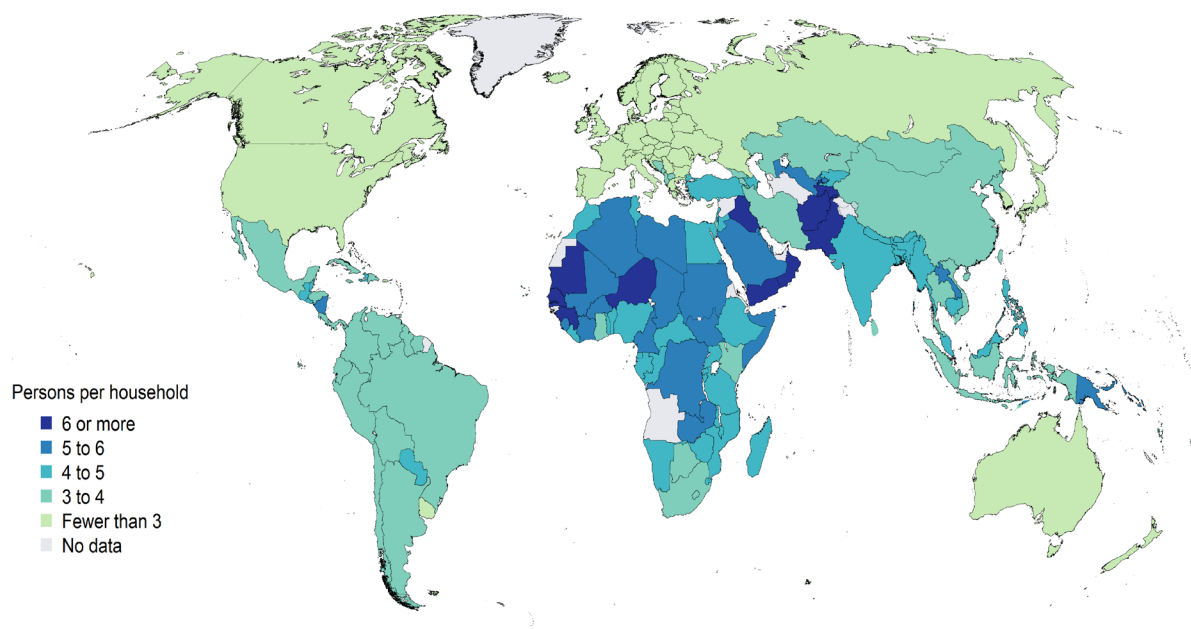 Persons per household
6 or more
5 to 6
4 to 5
3 to 4
Fewer than 3
No data